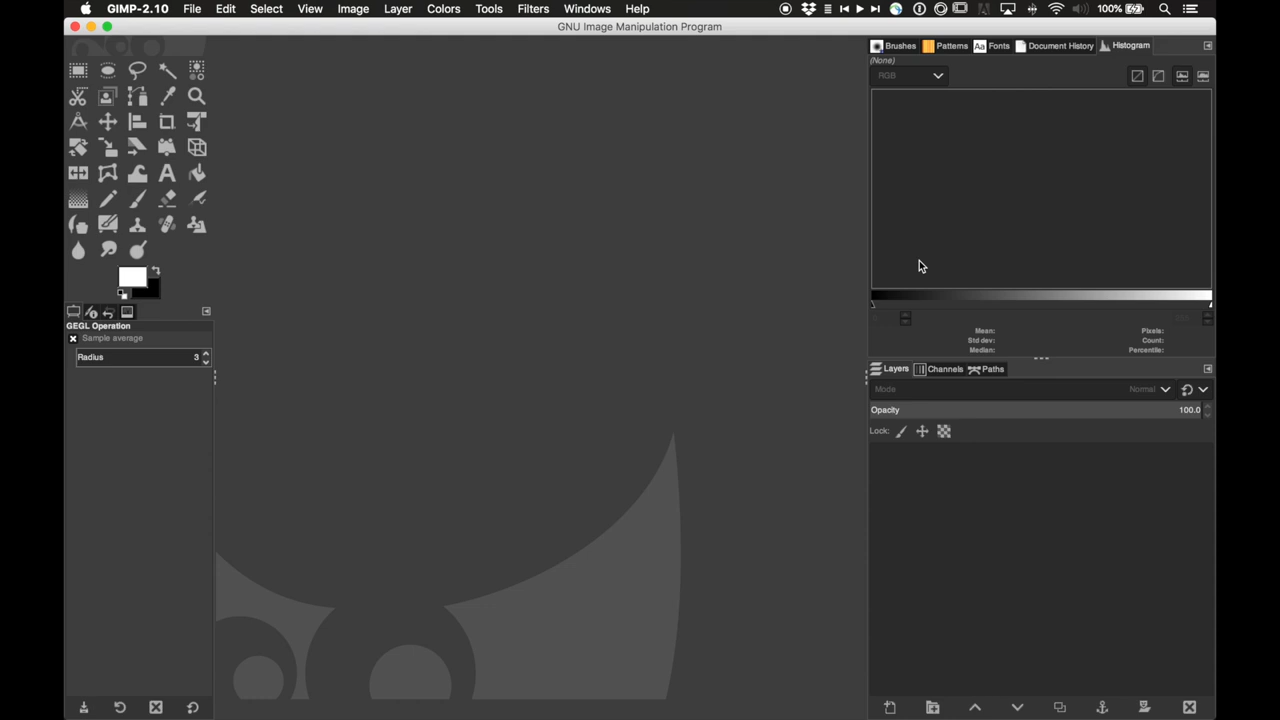 GIMP-2.10 File Edit Select View Image Layer Colors Tools Filters Windows Help 100%
GNU Image Manipulation Program
Brushes Patterns Aa Fonts Document History Histogram
(None)
RGB
Mean: Pixels:
Std dev: Count:
Median: Percentile:
GEGL Operation
Sample average
Radius 3
Layers Channels Paths
Mode Normal
Opacity 100.0
Lock: